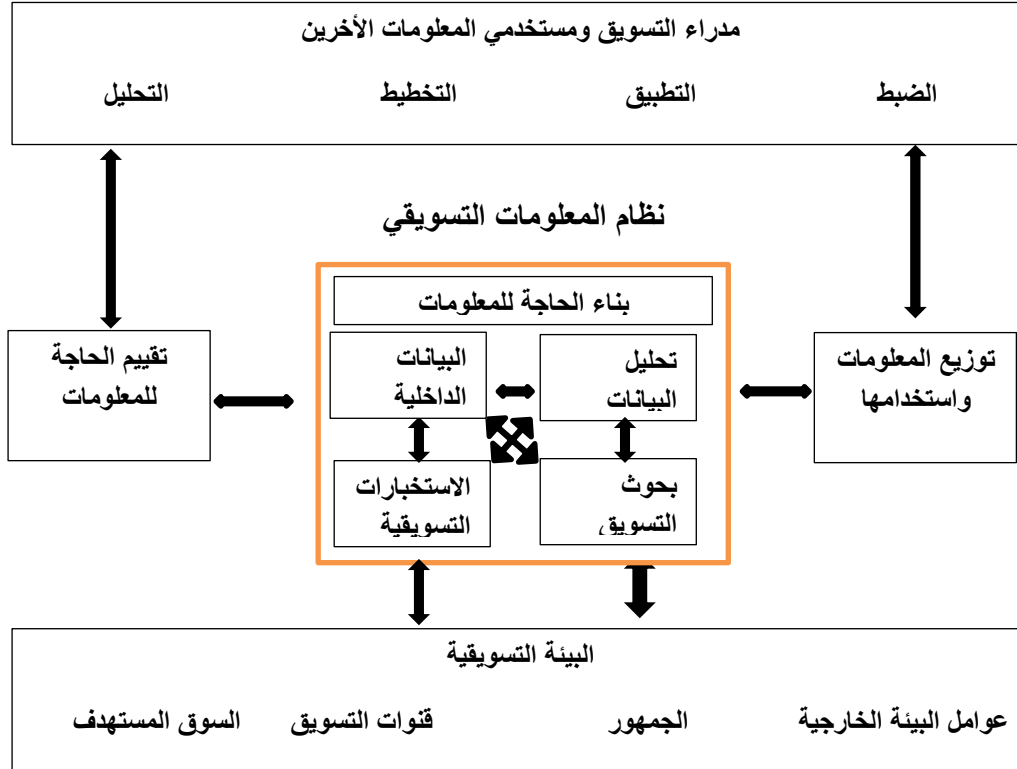 مدراء التسويق ومستخدمي المعلومات الأخرين
الضبط التطبيق التخطيط التحليل
نظام المعلومات التسويقي
بناء الحاجة للمعلومات
توزيع المعلومات
واستخدامها
تحليل
البيانات
البيانات
الداخلية
تقييم الحاجة
للمعلومات
بحوث
التسويق
الاستخبارات
التسويقية
البيئة التسويقية
عوامل البيئة الخارجية الجمهور قنوات التسويق السوق المستهدف